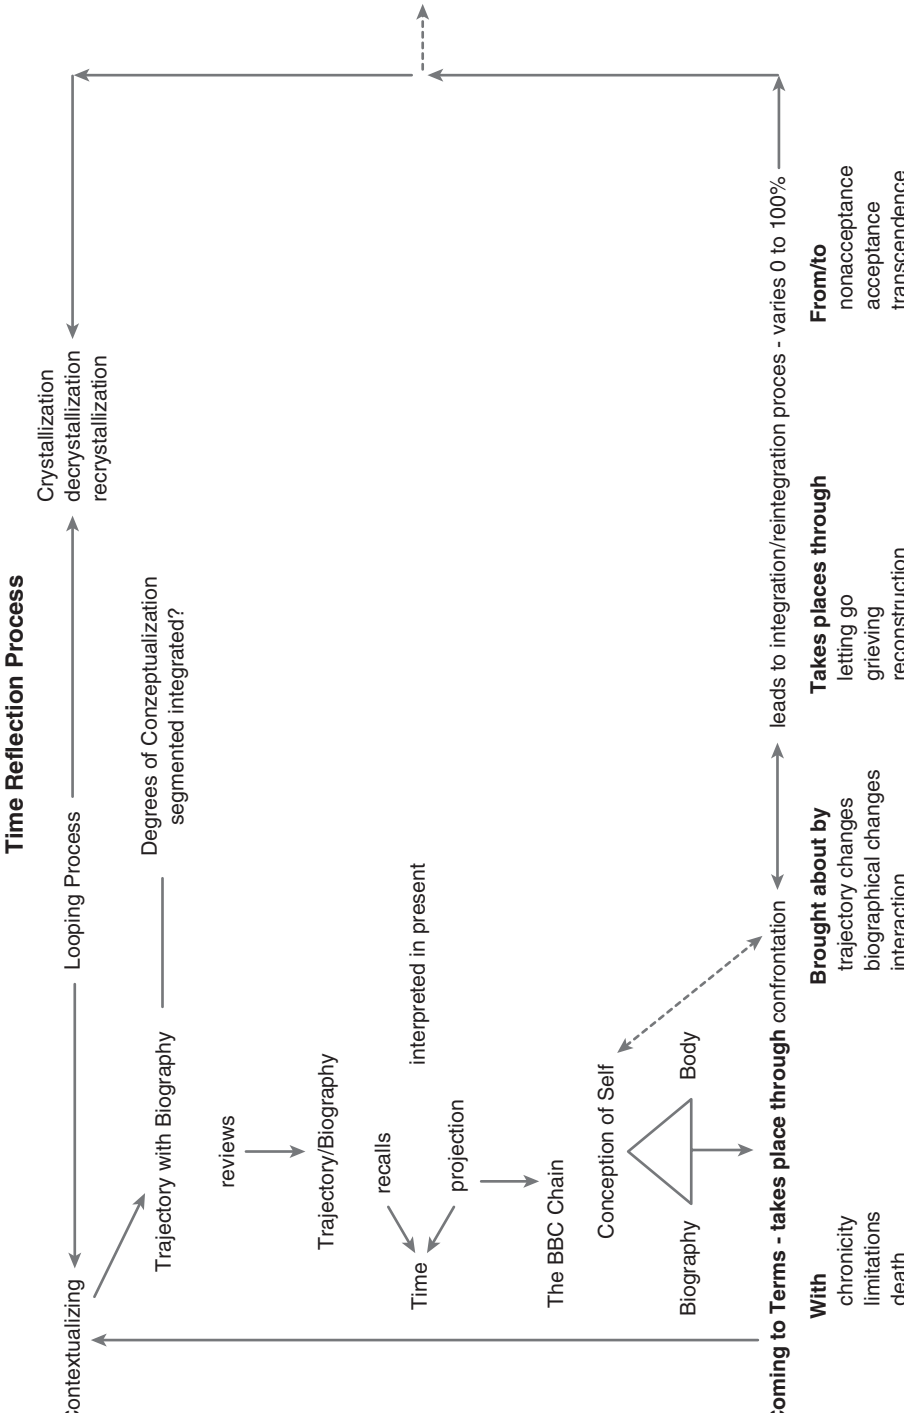 Time Reflection Process
ontextualizing
Looping Process
Crystallization
decrystallization
recrystallization
Trajectory with Biography
Degrees of Conzeptualization
segmented integrated?
reviews
Trajectory/Biography
recalls
Time
interpreted in present
projection
The BBC Chain
Conception of Self
Biography
Body
oming to Terms - takes place through confrontation
leads to integration/reintegration proces - varies 0 to 100%
With
chronicity
limitations
death
Brought about by
trajectory changes
biographical changes
interaction
Takes places through
letting go
grieving
reconstruction
From/to
nonacceptance
acceptance
transcendence